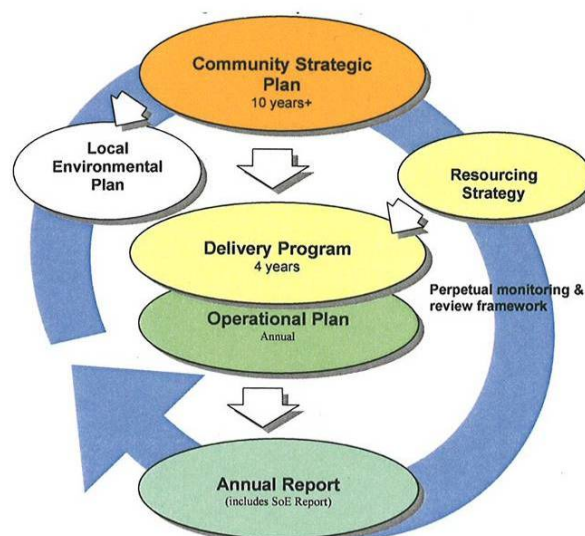 Community Strategic
Plan
10 years+
Local
Environmental
Plan
Resourcing
Strategy
Delivery Program
4 years
Perpetual monitoring &
review framework
Operational Plan
Annual
Annual Report
(includes SoE Report)